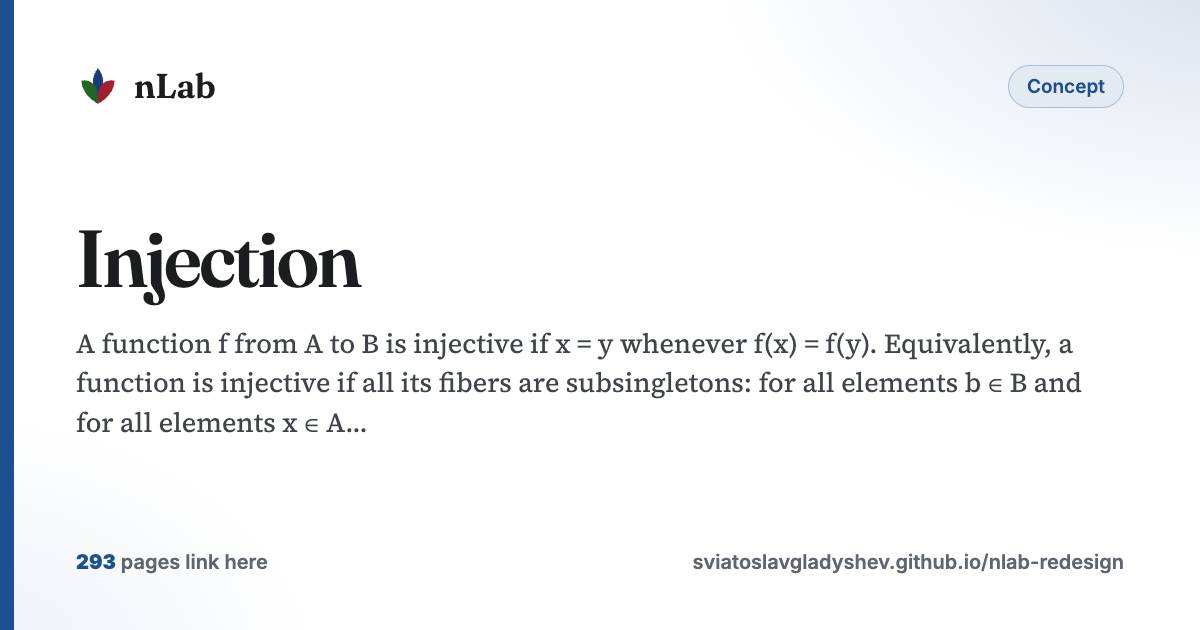 nLab
Concept
Injection
A function f from A to B is injective if x = y whenever f(x) = f(y). Equivalently, a
function is injective if all its fibers are subsingletons: for all elements b ∈ B and
for all elements x ∈ A...
293 pages link here
sviatoslavgladyshev.github.io/nlab-redesign